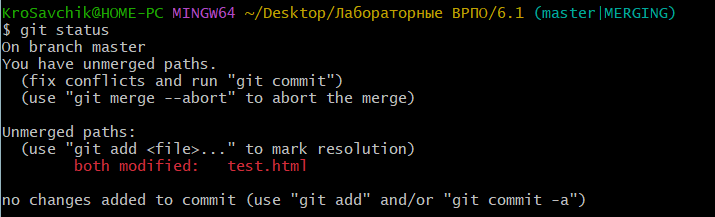 KroSavchik@HOME-PC MINGW64 ~/Desktop/Лабораторные ВРПО/6.1 (master|MERGING)
$ git status
On branch master
You have unmerged paths.
  (fix conflicts and run "git commit")
  (use "git merge --abort" to abort the merge)

Unmerged paths:
  (use "git add <file>..." to mark resolution)
        both modified:   test.html

no changes added to commit (use "git add" and/or "git commit -a")